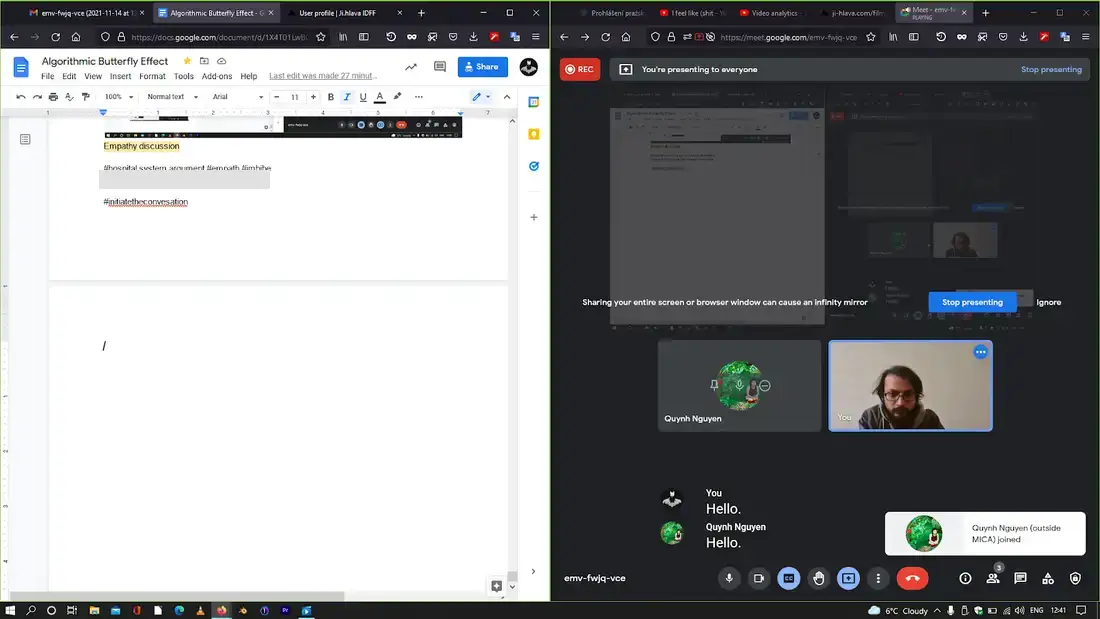 emv-fwjq-vce (2021-11-14 at 1
Algorithmic Butterfly Effect - G
User profile | Ji.hlava IDFF
https://docs.google.com/document/d/1X4TD1LwB
Algorithmic Butterfly Effect
File Edit View Insert Format Tools Add-ons Help Last edit was made 27 minut…
Share
100% Normal text Arial 11 B I U A
Empathy discussion
#hospital system argument #empath #imbibe
#initiatetheconvesation
Prohlášení pražsk
I feel like (shit - Yo
Video analytics -
ji-hlava.com/film
Meet – emv-f
PLAYING
https://meet.google.com/emv-fwjq-vce
REC
You're presenting to everyone
Stop presenting
Sharing your entire screen or browser window can cause an infinity mirror
Stop presenting
Ignore
Quynh Nguyen
You
You
Hello.
Quynh Nguyen
Hello.
Quynh Nguyen (outside
MICA) joined
emv-fwjq-vce
3
6°C Cloudy
ENG
12:41